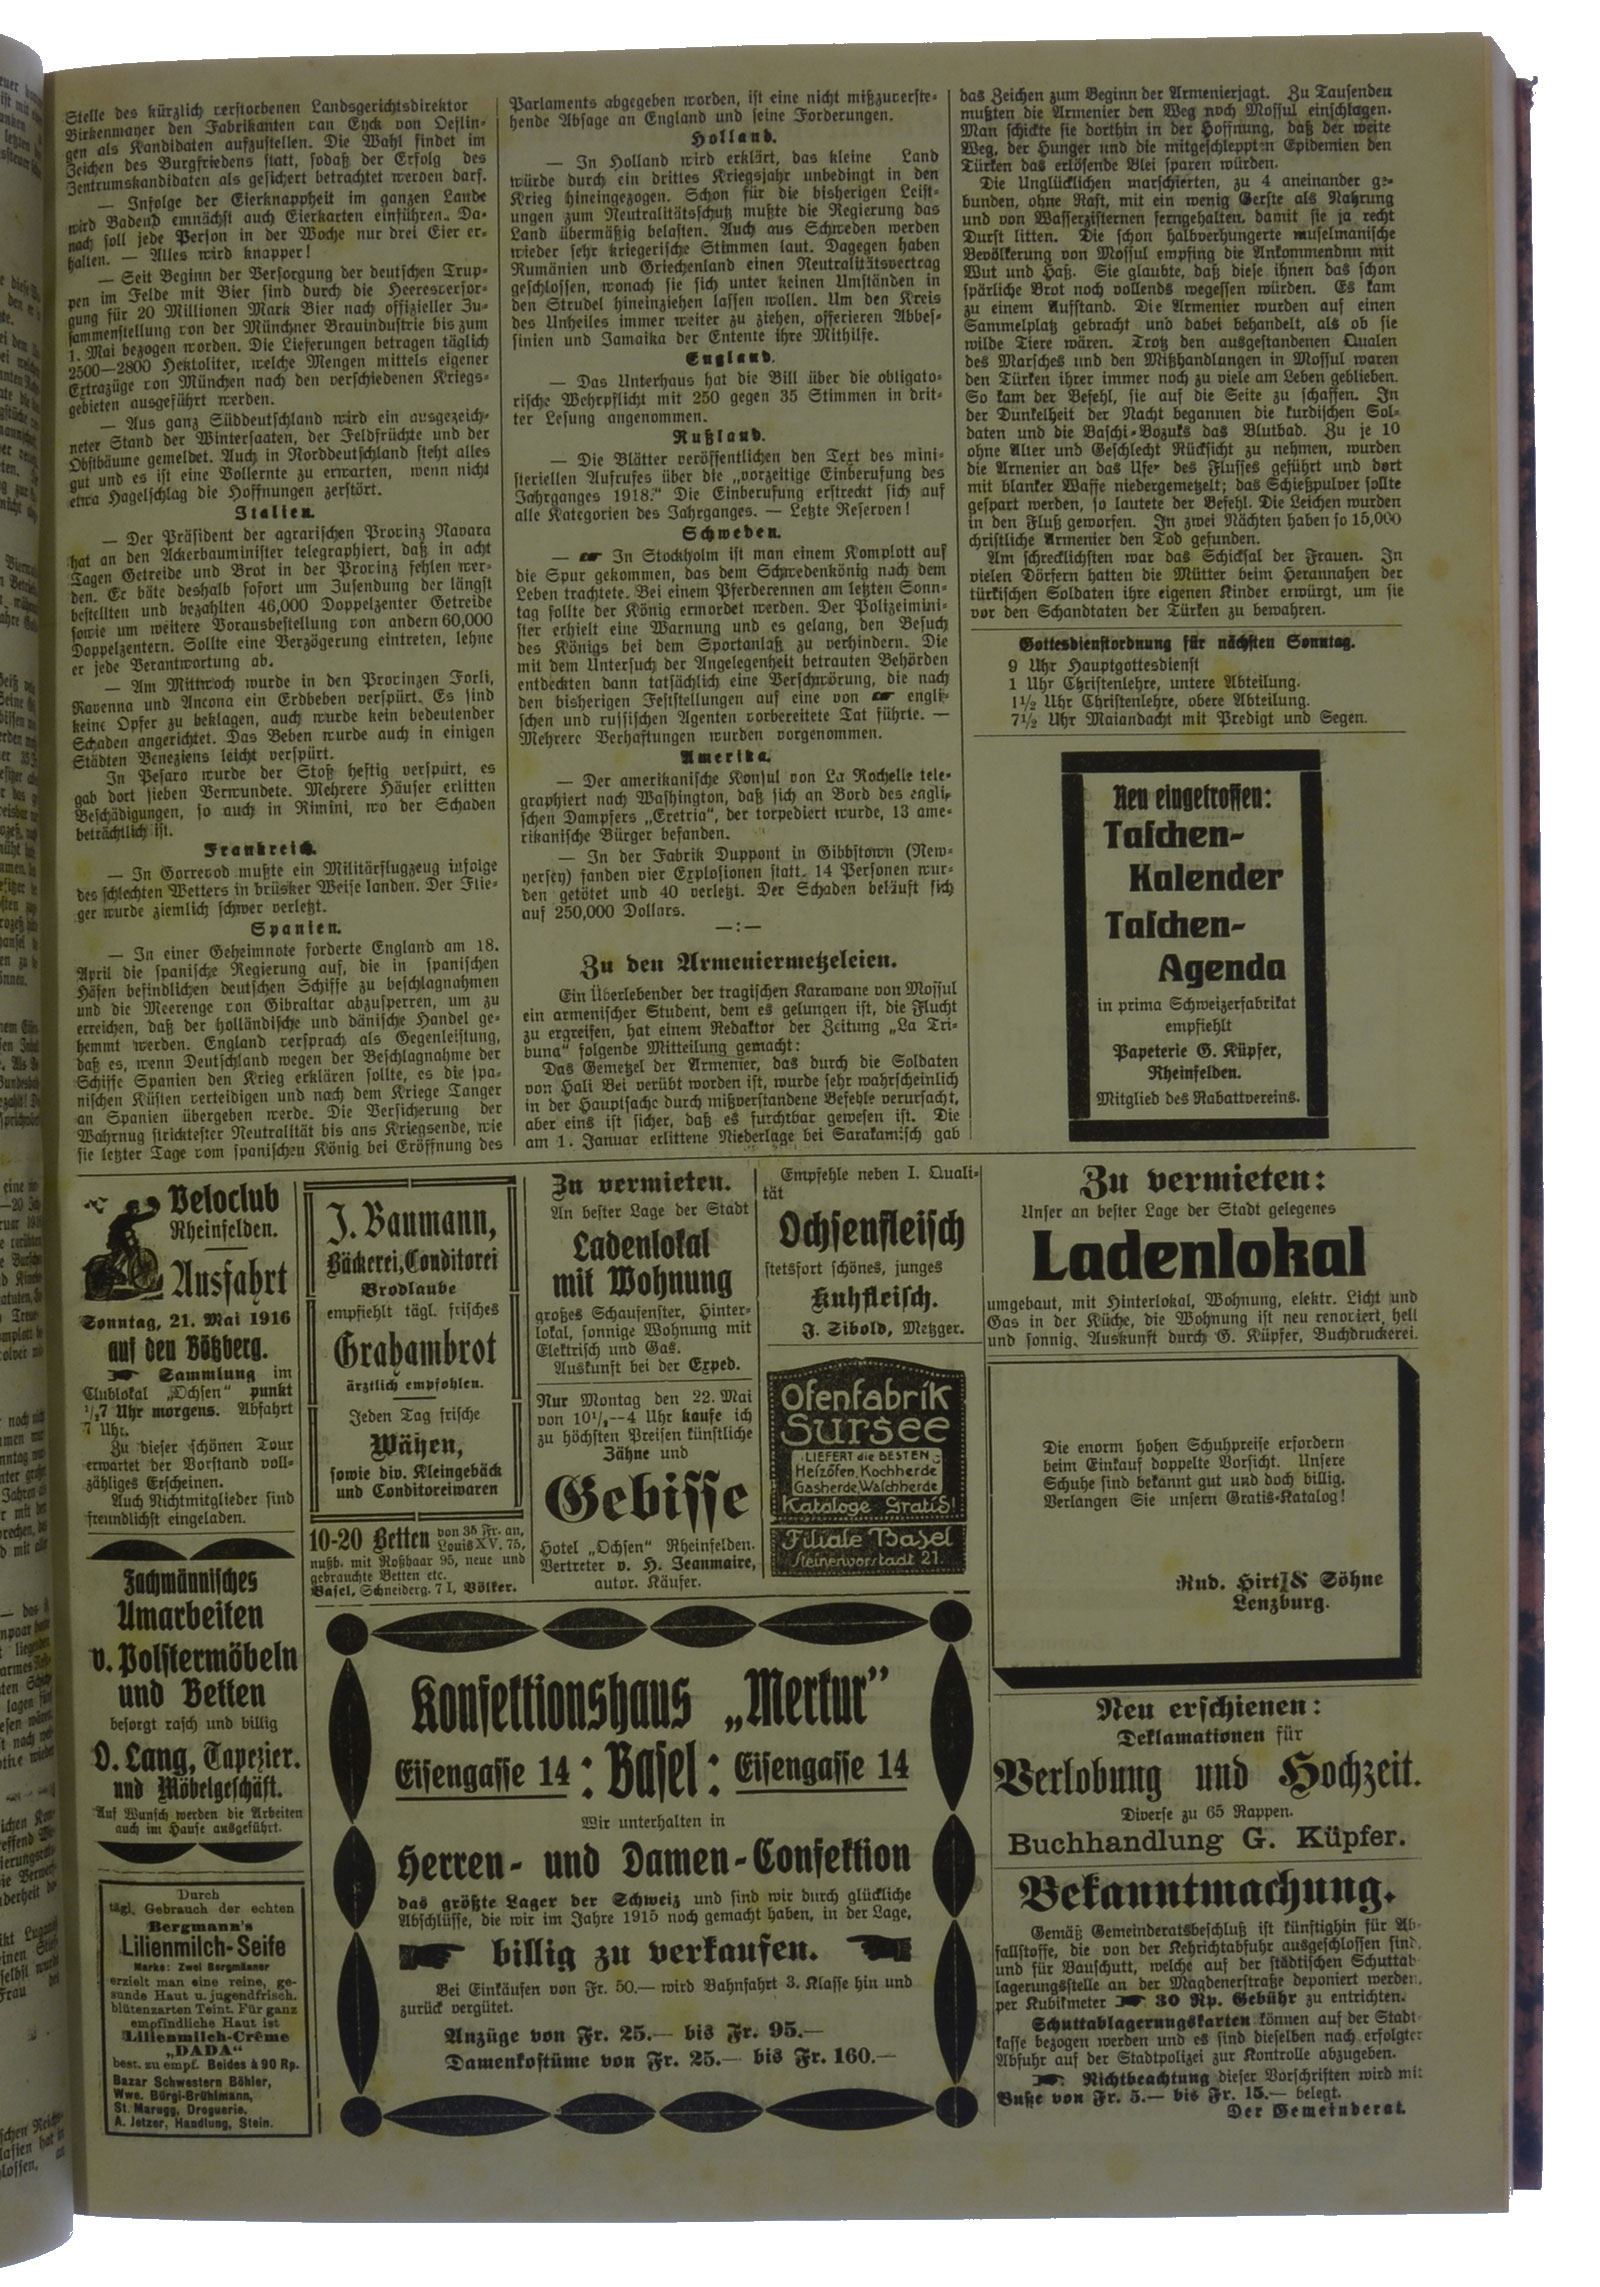 Stelle des kürzlich verstorbenen Landsgerichtsdirektor
Birkenmayer den Fabrikanten van Eyck von Oeflin-
gen als Kandidaten aufzustellen. Die Wahl findet im
Zeichen des Burgfriedens statt, sodaß der Erfolg des
Zentrumskandidaten als gesichert betrachtet werden darf.
— Infolge der Eierknappheit im ganzen Lande
wird Badend emnächst auch Eierkarten einführen. Da-
nach soll jede Person in der Woche nur drei Eier er-
halten. — Alles wird knapper!
— Seit Beginn der Versorgung der deutschen Trup-
pen im Felde mit Bier sind durch die Heeresversor-
gung für 20 Millionen Mark Bier nach offizieller Zu-
sammenstellung von der Münchner Brauindustrie bis zum
1. Mai bezogen worden. Die Lieferungen betragen täglich
2500—2800 Hektoliter, welche Mengen mittels eigener
Extrazüge von München nach den verschiedenen Kriegs-
gebieten ausgeführt werden.
— Aus ganz Süddeutschland wird ein ausgezeich-
neter Stand der Wintersaaten, der Feldfrüchte und der
Obstbäume gemeldet. Auch in Norddeutschland steht alles
gut und es ist eine Vollernte zu erwarten, wenn nicht
etwa Hagelschlag die Hoffnungen zerstört.
Italien.
— Der Präsident der agrarischen Provinz Navara
hat an den Ackerbauminister telegraphiert, daß in acht
Tagen Getreide und Brot in der Provinz fehlen wer-
den. Er bäte deshalb sofort um Zusendung der längst
bestellten und bezahlten 46,000 Doppelzenter Getreide
sowie um weitere Vorausbestellung von andern 60,000
Doppelzentern. Sollte eine Verzögerung eintreten, lehne
er jede Verantwortung ab.
— Am Mittwoch wurde in den Provinzen Forli,
Ravenna und Ancona ein Erdbeben verspürt. Es sind
keine Opfer zu beklagen, auch wurde kein bedeutender
Schaden angerichtet. Das Beben wurde auch in einigen
Städten Veneziens leicht verspürt.
In Pesaro wurde der Stoß heftig verspürt, es
gab dort sieben Verwundete. Mehrere Häuser erlitten
Beschädigungen, so auch in Rimini, wo der Schaden
beträchtlich ist.
Frankreich.
— In Gorrevod mußte ein Militärflugzeug infolge
des schlechten Wetters in brüsker Weise landen. Der Flie-
ger wurde ziemlich schwer verletzt.
Spanien.
— In einer Geheimnote forderte England am 18.
April die spanische Regierung auf, die in spanischen
Häfen befindlichen deutschen Schiffe zu beschlagnahmen
und die Meerenge von Gibraltar abzusperren, um zu
erreichen, daß der holländische und dänische Handel ge-
hemmt werden. England versprach als Gegenleistung,
daß es, wenn Deutschland wegen der Beschlagnahme der
Schiffe Spanien den Krieg erklären sollte, es die spa-
nischen Küsten verteidigen und nach dem Kriege Tanger
an Spanien übergeben werde. Die Versicherung der
Wahrnug stricktester Neutralität bis ans Kriegsende, wie
sie letzter Tage vom spanischen König bei Eröffnung des
Parlaments abgegeben worden, ist eine nicht mißzuverste-
hende Absage an England und seine Forderungen.
Holland.
— In Holland wird erklärt, das kleine Land
würde durch ein drittes Kriegsjahr unbedingt in den
Krieg hineingezogen. Schon für die bisherigen Leist-
ungen zum Neutralitätsschutz mußte die Regierung das
Land übermäßig belasten. Auch aus Schweden werden
wieder sehr kriegerische Stimmen laut. Dagegen haben
Rumänien und Griechenland einen Neutralitätsvertrag
geschlossen, wonach sie sich unter keinen Umständen in
den Strudel hineinziehen lassen wollen. Um den Kreis
des Unheiles immer weiter zu ziehen, offerieren Abbes-
sinien und Jamaika der Entente ihre Mithilfe.
England.
— Das Unterhaus hat die Bill über die obligato-
rische Wehrpflicht mit 250 gegen 35 Stimmen in drit-
ter Lesung angenommen.
Rußland.
— Die Blätter veröffentlichen den Text des mini-
steriellen Aufrufes über die „vorzeitige Einberufung des
Jahrganges 1918." Die Einberufung erstreckt sich auf
alle Kategorien des Jahrganges. — Letzte Reserven!
Schweden.
— ☛ In Stockholm ist man einem Komplott auf
die Spur gekommen, das dem Schwedenkönig nach dem
Leben trachtete. Bei einem Pferderennen am letzten Sonn-
tag sollte der König ermordet werden. Der Polizeimini-
ster erhielt eine Warnung und es gelang, den Besuch
des Königs bei dem Sportanlaß zu verhindern. Die
mit dem Untersuch der Angelegenheit betrauten Behörden
entdeckten dann tatsächlich eine Verschwörung, die nach
den bisherigen Feststellungen auf eine von ☛ engli-
schen und russischen Agenten vorbereitete Tat führte. —
Mehrere Verhaftungen wurden vorgenommen.
Amerika.
— Der amerikanische Konsul von La Rochelle tele-
graphiert nach Washington, daß sich an Bord des engli-
schen Dampfers „Eretria", der torpediert wurde, 13 ame-
rikanische Bürger befanden.
— In der Fabrik Duppont in Gibbstown (New-
yersey) fanden vier Explosionen statt. 14 Personen wur-
den getötet und 40 verletzt. Der Schaden beläuft sich
auf 250,000 Dollars.
—:—
Zu den Armeniermetzeleien.
Ein Überlebender der tragischen Karawane von Mossul
ein armenischer Student, dem es gelungen ist, die Flucht
zu ergreifen, hat einem Redaktor der Zeitung „La Tri-
buna" folgende Mitteilung gemacht:
Das Gemetzel der Armenier, das durch die Soldaten
von Hali Bei verübt worden ist, wurde sehr wahrscheinlich
in der Hauptsache durch mißverstandene Befehle verursacht,
aber eins ist sicher, daß es furchtbar gewesen ist. Die
am 1. Januar erlittene Niederlage bei Sarakamisch gab
das Zeichen zum Beginn der Armenierjagt. Zu Tausenden
mußten die Armenier den Weg noch Mossul einschlagen.
Man schickte sie dorthin in der Hoffnung, daß der weite
Weg, der Hunger und die mitgeschleppten Epidemien den
Türken das erlösende Blei sparen würden.
Die Unglücklichen marschierten, zu 4 aneinander ge-
bunden, ohne Rast, mit ein wenig Gerste als Nahrung
und von Wasserzisternen ferngehalten, damit sie ja recht
Durst litten. Die schon halbverhungerte muselmanische
Bevölkerung von Mossul empfing die Ankommendnn mit
Wut und Haß. Sie glaubte, daß diese ihnen das schon
spärliche Brot noch vollends wegessen würden. Es kam
zu einem Aufstand. Die Armenier wurden auf einen
Sammelplatz gebracht und dabei behandelt, als ob sie
wilde Tiere wären. Trotz den ausgestandenen Qualen
des Marsches und den Mißhandlungen in Mossul waren
den Türken ihrer immer noch zu viele am Leben geblieben.
So kam der Befehl, sie auf die Seite zu schaffen. In
der Dunkelheit der Nacht begannen die kurdischen Sol-
daten und die Baschi-Bozuks das Blutbad. Zu je 10
ohne Alter und Geschlecht Rücksicht zu nehmen, wurden
die Armenier an das Ufer des Flusses geführt und dort
mit blanker Waffe niedergemetzelt; das Schießpulver sollte
gespart werden, so lautete der Befehl. Die Leichen wurden
in den Fluß geworfen. In zwei Nächten haben so 15,000
christliche Armenier den Tod gefunden.
Am schrecklichsten war das Schicksal der Frauen. In
vielen Dörfern hatten die Mütter beim Herannahen der
türkischen Soldaten ihre eigenen Kinder erwürgt, um sie
vor den Schandtaten der Türken zu bewahren.
Gottesdienstordnung für nächsten Sonntag.
9 Uhr Hauptgottesdienst
1 Uhr Christenlehre, untere Abteilung.
1½ Uhr Christenlehre, obere Abteilung.
7½ Uhr Maiandacht mit Predigt und Segen.
Neu eingetroffen:
Taschen-
Kalender
Taschen-
Agenda
in prima Schweizerfabrikat
empfiehlt
Papeterie G. Küpfer,
Rheinfelden.
Mitglied des Rabattvereins.
Veloclub
Rheinfelden.
Ausfahrt
Sonntag, 21. Mai 1916
auf den Bötzberg.
☛ Sammlung im
Clublokal „Ochsen" punkt
½7 Uhr morgens. Abfahrt
7 Uhr.
Zu dieser schönen Tour
erwartet der Vorstand voll-
zähliges Erscheinen.
Auch Nichtmitglieder sind
freundlichst eingeladen.
Fachmännisches
Umarbeiten
v. Polstermöbeln
und Betten
besorgt rasch und billig
O. Lang, Tapezier.
und Möbelgeschäft.
Auf Wunsch werden die Arbeiten
auch im Hause ausgeführt.
Durch
tägl. Gebrauch der echten
Bergmann's
Lilienmilch-Seife
Marke: Zwei Bergmäner
erzielt man eine reine, ge-
sunde Haut u. jugendfrisch.
blütenzarten Teint. Für ganz
empfindliche Haut ist
Lilienmilch-Crême
„DADA"
best. zu empf. Beides à 90 Rp.
Bazar Schwestern Böhler,
Wwe. Bürgi-Brühlmann,
St. Marugg, Droguerie.
A. Jetzer, Handlung, Stein.
J. Baumann,
Bäckerei, Conditorei
Brodlaube
empfiehlt tägl. frisches
Grahambrot
ärztlich empfohlen.
Jeden Tag frische
Wähen,
sowie div. Kleingebäck
und Conditoreiwaren
10-20 Betten von 35 Fr. an,
Louis XV. 75,
nußb. mit Roßhaar 95, neue und
gebrauchte Betten etc.
Basel, Schneiderg. 7 I, Völker.
Zu vermieten.
An bester Lage der Stadt
Ladenlokal
mit Wohnung
großes Schaufenster, Hinter-
lokal, sonnige Wohnung mit
Elektrisch und Gas.
Auskunft bei der Exped.
Nur Montag den 22. Mai
von 10½--4 Uhr kaufe ich
zu höchsten Preisen künstliche
Zähne und
Gebisse
Hotel „Ochsen" Rheinfelden.
Vertreter v. H. Jeanmaire,
autor. Käufer.
Empfehle neben I. Quali-
tät
Ochsenfleisch
stetsfort schönes, junges
Kuhfleisch.
J. Sibold, Metzger.
Ofenfabrik
Sursee
LIEFERT die BESTEN
Heizöfen, Kochherde
Gasherde, Waschherde
Kataloge Gratis!
Filiale Basel
Steinenvorstadt 21.
Konfektionshaus „Merkur"
Eisengasse 14 : Basel : Eisengasse 14
Wir unterhalten in
Herren- und Damen-Confektion
das größte Lager der Schweiz und sind wir durch glückliche
Abschlüsse, die wir im Jahre 1915 noch gemacht haben, in der Lage,
☛ billig zu verkaufen. ☚
Bei Einkäufen von Fr. 50.— wird Bahnfahrt 3. Klasse hin und
zurück vergütet.
Anzüge von Fr. 25.— bis Fr. 95.—
Damenkostüme von Fr. 25.— bis Fr. 160.—
Zu vermieten:
Unser an bester Lage der Stadt gelegenes
Ladenlokal
umgebaut, mit Hinterlokal, Wohnung, elektr. Licht und
Gas in der Küche, die Wohnung ist neu renoviert, hell
und sonnig. Auskunft durch G. Küpfer, Buchdruckerei.
Die enorm hohen Schuhpreise erfordern
beim Einkauf doppelte Vorsicht. Unsere
Schuhe sind bekannt gut und doch billig.
Verlangen Sie unsern Gratis-Katalog!
Rud. Hirt & Söhne
Lenzburg.
Neu erschienen:
Deklamationen für
Verlobung und Hochzeit.
Diverse zu 65 Rappen.
Buchhandlung G. Küpfer.
Bekanntmachung.
Gemäß Gemeinderatsbeschluß ist künftighin für Ab-
fallstoffe, die von der Kehrichtabfuhr ausgeschlossen sind,
und für Bauschutt, welche auf der städtischen Schuttab-
lagerungsstelle an der Magdenerstraße deponiert werden,
per Kubikmeter ☛ 30 Rp. Gebühr zu entrichten.
Schuttablagerungskarten können auf der Stadt-
kasse bezogen werden und es sind dieselben nach erfolgter
Abfuhr auf der Stadtpolizei zur Kontrolle abzugeben.
☛ Nichtbeachtung dieser Vorschriften wird mit
Buße von Fr. 5.— bis Fr. 15.— belegt.
Der Gemeinderat.